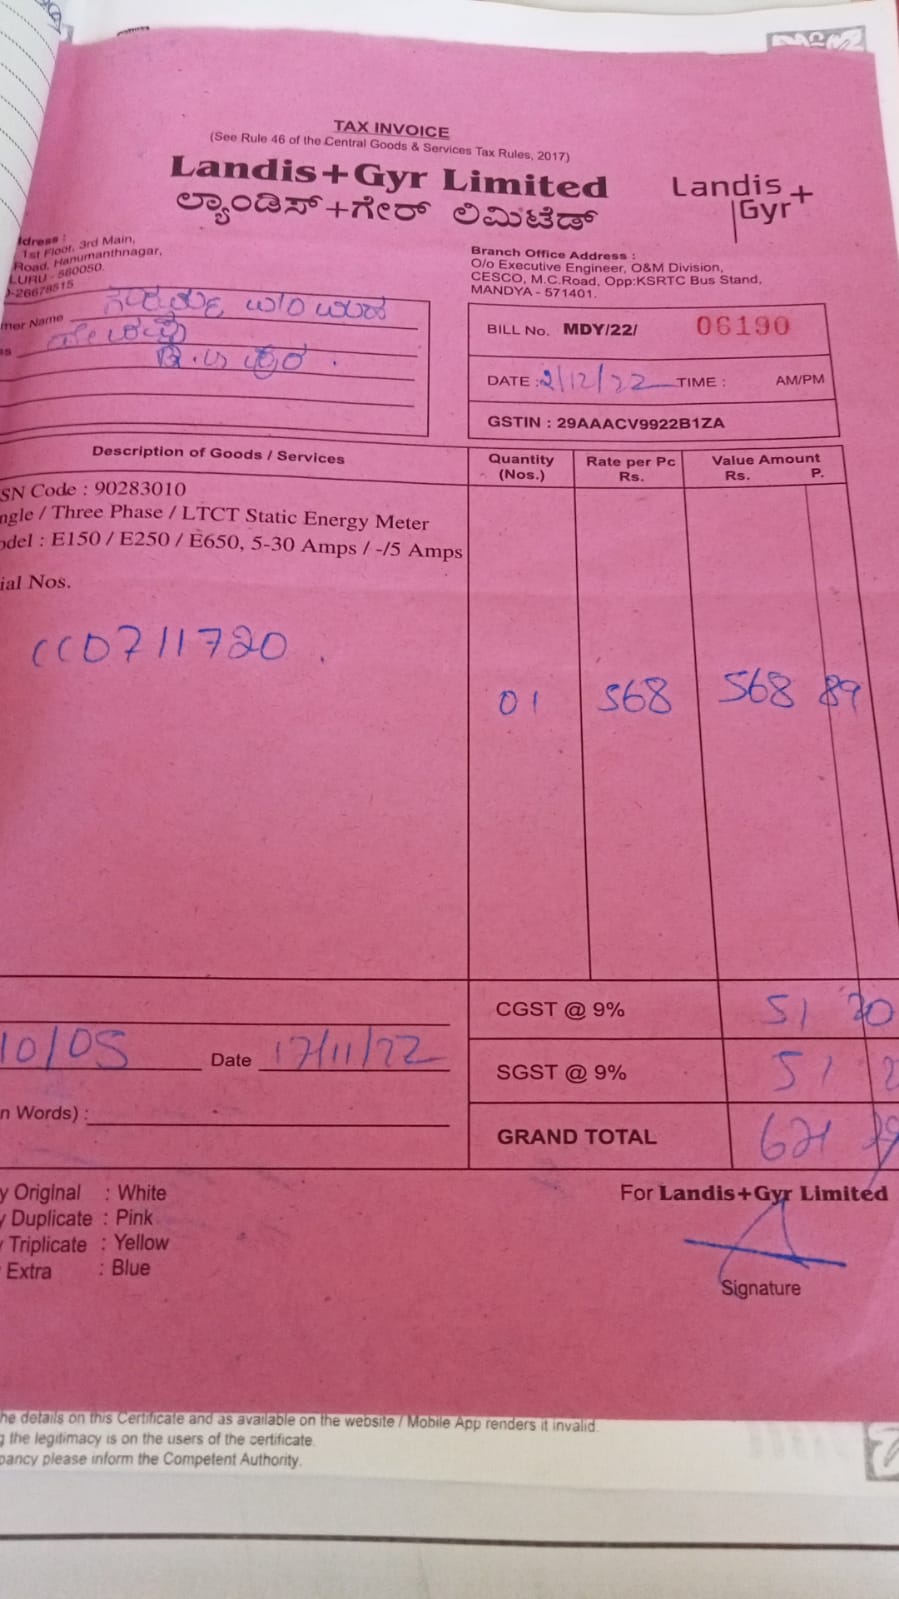 TAX INVOICE
(See Rule 46 of the Central Goods & Services Tax Rules, 2017)
Landis+Gyr Limited
ಲ್ಯಾಂಡಿಸ್+ಗೇರ್ ಲಿಮಿಟೆಡ್
Landis+
Gyr
ddress :
1st Floor, 3rd Main,
Road, Hanumanthnagar,
LURU - 560050.
-26678515
Branch Office Address :
O/o Executive Engineer, O&M Division,
CESCO, M.C.Road, Opp:KSRTC Bus Stand,
MANDYA - 571401.
mer Name
BILL No. MDY/22/ 06190
DATE : 2/12/22 TIME : AM/PM
GSTIN : 29AAACV9922B1ZA
Description of Goods / Services Quantity (Nos.) Rate per Pc Rs. Value Amount Rs. P.
SN Code : 90283010
ngle / Three Phase / LTCT Static Energy Meter
odel : E150 / E250 / E650, 5-30 Amps / -/5 Amps
ial Nos.
CC0711720.
01 568 568 89
CGST @ 9% 51 20
10/05 Date 17/11/22
SGST @ 9% 51 2
n Words) :
GRAND TOTAL 671 29
y Original : White
y Duplicate : Pink
y Triplicate : Yellow
Extra : Blue
For Landis+Gyr Limited
Signature
he details on this Certificate and as available on the website / Mobile App renders it invalid.
g the legitimacy is on the users of the certificate.
pancy please inform the Competent Authority.